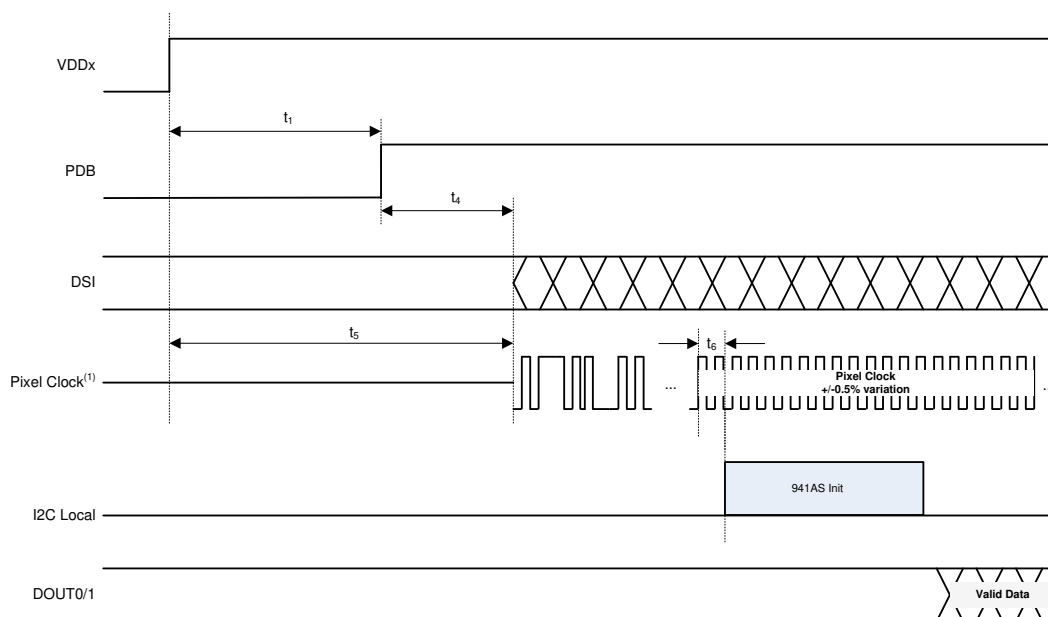 VDDx
t1
PDB
t4
DSI
t5
t6
Pixel Clock(1)
...
Pixel Clock
+/-0.5% variation
..
941AS Init
I2C Local
DOUT0/1
Valid Data